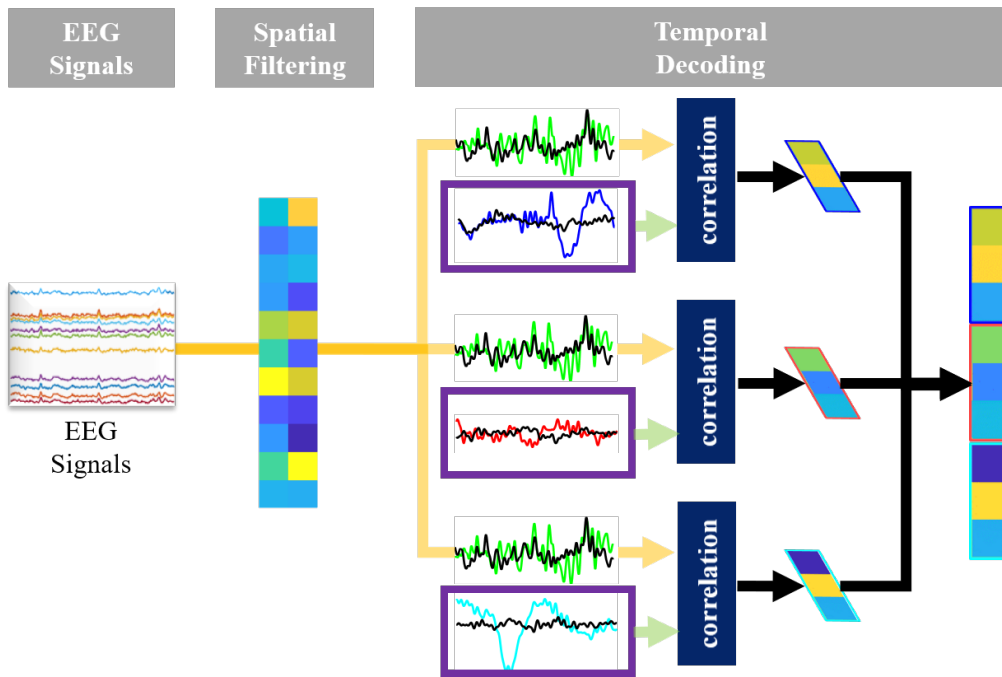 EEG
Signals
Spatial
Filtering
Temporal
Decoding
correlation
EEG
Signals
correlation
correlation